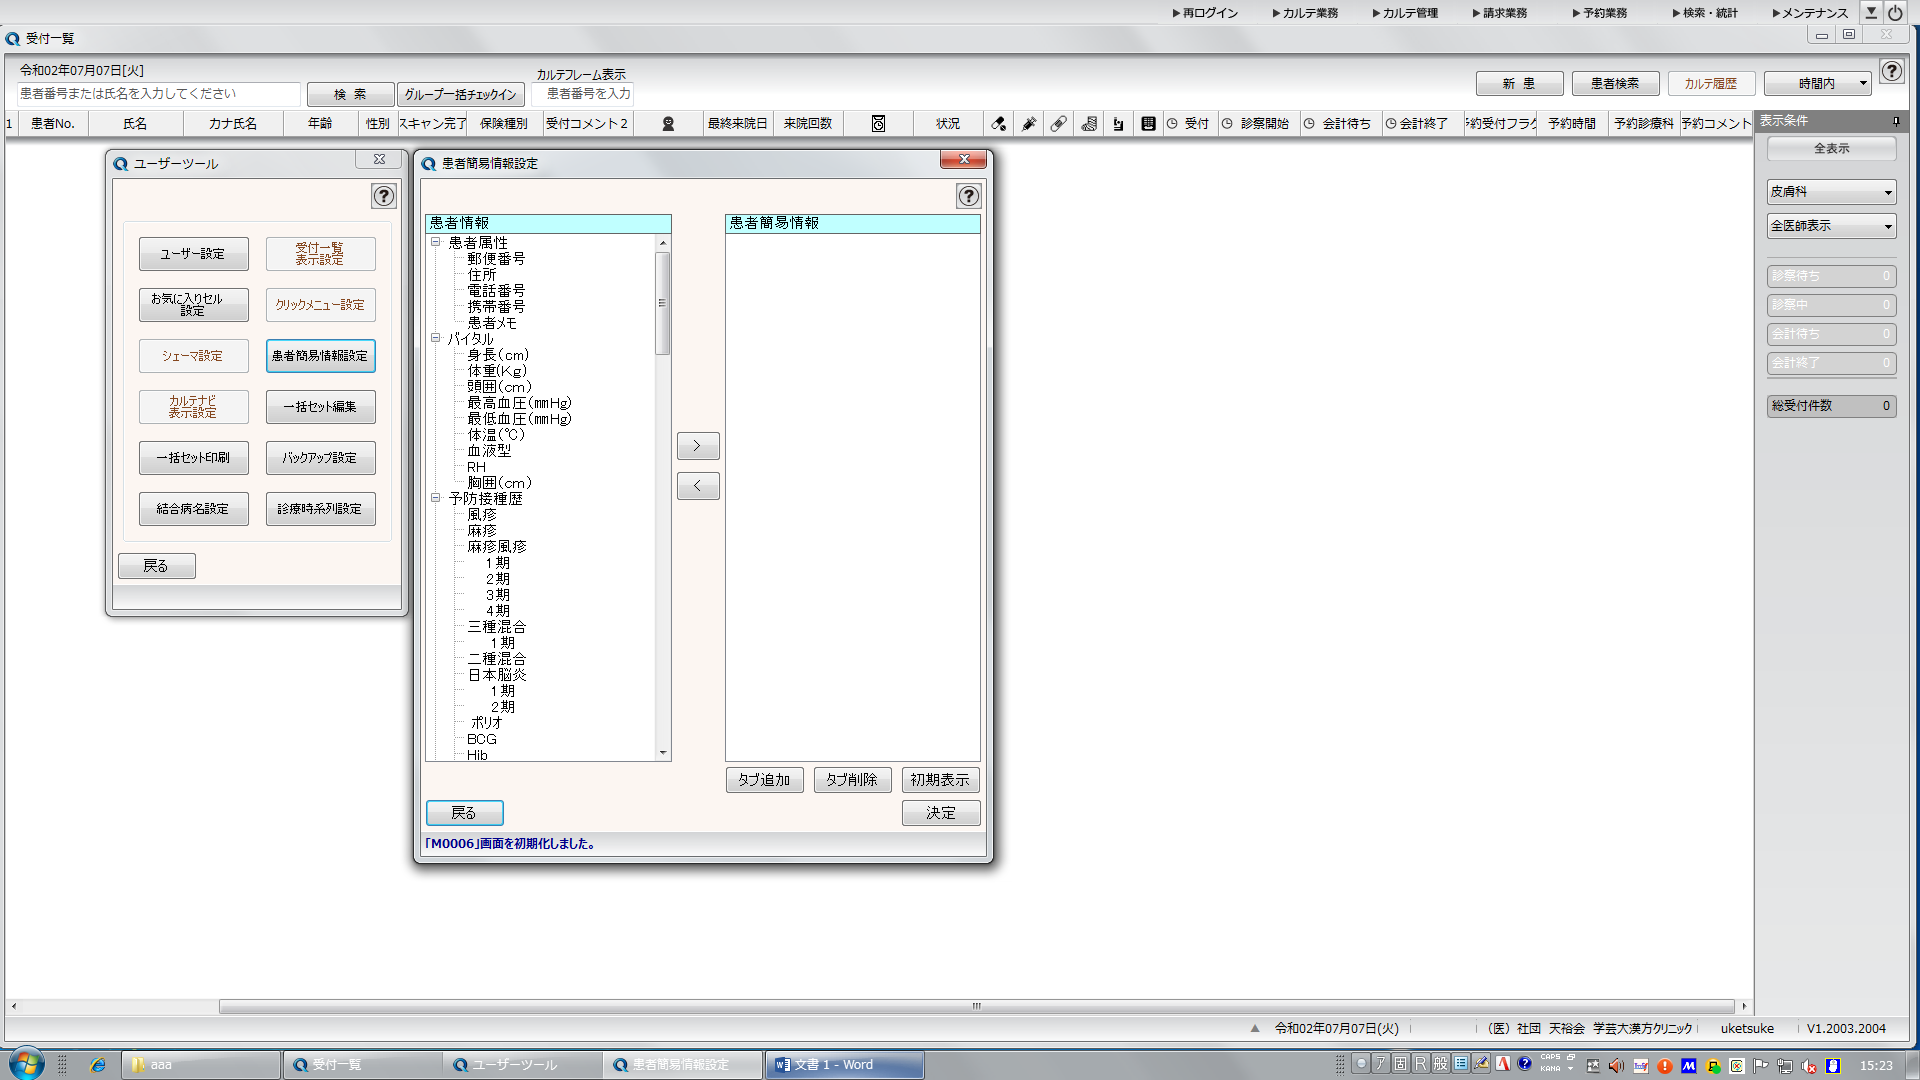 ▶再ログイン ▶カルテ業務 ▶カルテ管理 ▶請求業務 ▶予約業務 ▶検索・統計 ▶メンテナンス
受付一覧
令和02年07月07日[火]
カルテフレーム表示
患者番号または氏名を入力してください
検 索
グループ一括チェックイン
患者番号を入力
新 患
患者検索
カルテ履歴
時間内
1 患者No. 氏名 カナ氏名 年齢 性別 スキャン完了 保険種別 受付コメント2 最終来院日 来院回数 状況 受付 診察開始 会計待ち 会計終了 予約受付フラグ 予約時間 予約診療科 予約コメント
表示条件
全表示
皮膚科
全医師表示
診察待ち 0
診察中 0
会計待ち 0
会計終了 0
総受付件数 0
ユーザーツール
ユーザー設定
受付一覧
表示設定
お気に入りセル
設定
クリックメニュー設定
シェーマ設定
患者簡易情報設定
カルテナビ
表示設定
一括セット編集
一括セット印刷
バックアップ設定
結合病名設定
診療時系列設定
戻る
患者簡易情報設定
患者情報
患者属性
郵便番号
住所
電話番号
携帯番号
患者メモ
バイタル
身長(cm)
体重(Kg)
頭囲(cm)
最高血圧(mmHg)
最低血圧(mmHg)
体温(℃)
血液型
RH
胸囲(cm)
予防接種歴
風疹
麻疹
麻疹風疹
1期
2期
3期
4期
三種混合
1期
二種混合
日本脳炎
1期
2期
ポリオ
BCG
Hib
>
<
患者簡易情報
タブ追加
タブ削除
初期表示
戻る
決定
「M0006」画面を初期化しました。
令和02年07月07日(火)
(医)社団 天裕会 学芸大漢方クリニック
uketsuke
V1.2003.2004
aaa
受付一覧
ユーザーツール
患者簡易情報設定
文書 1 - Word
ア
固
R
般
CAPS
KANA
15:23